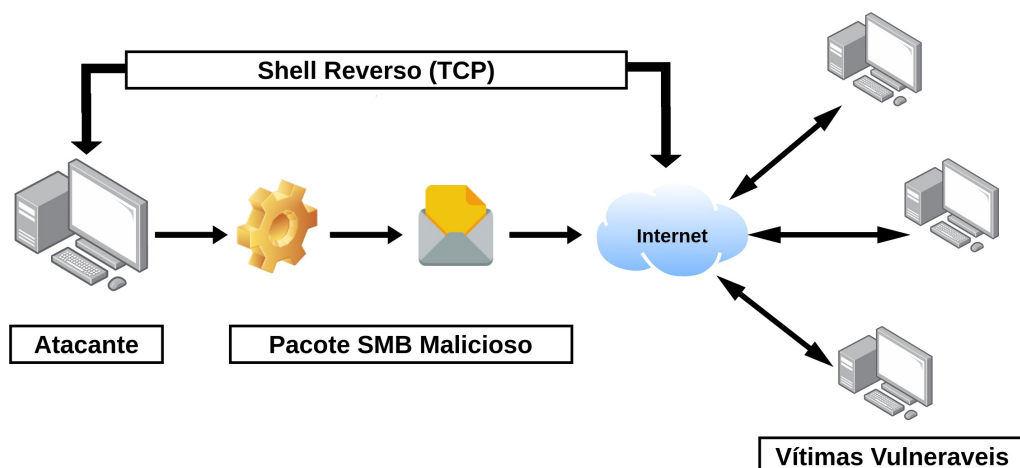 Shell Reverso (TCP)
Internet
Atacante
Pacote SMB Malicioso
Vítimas Vulneraveis